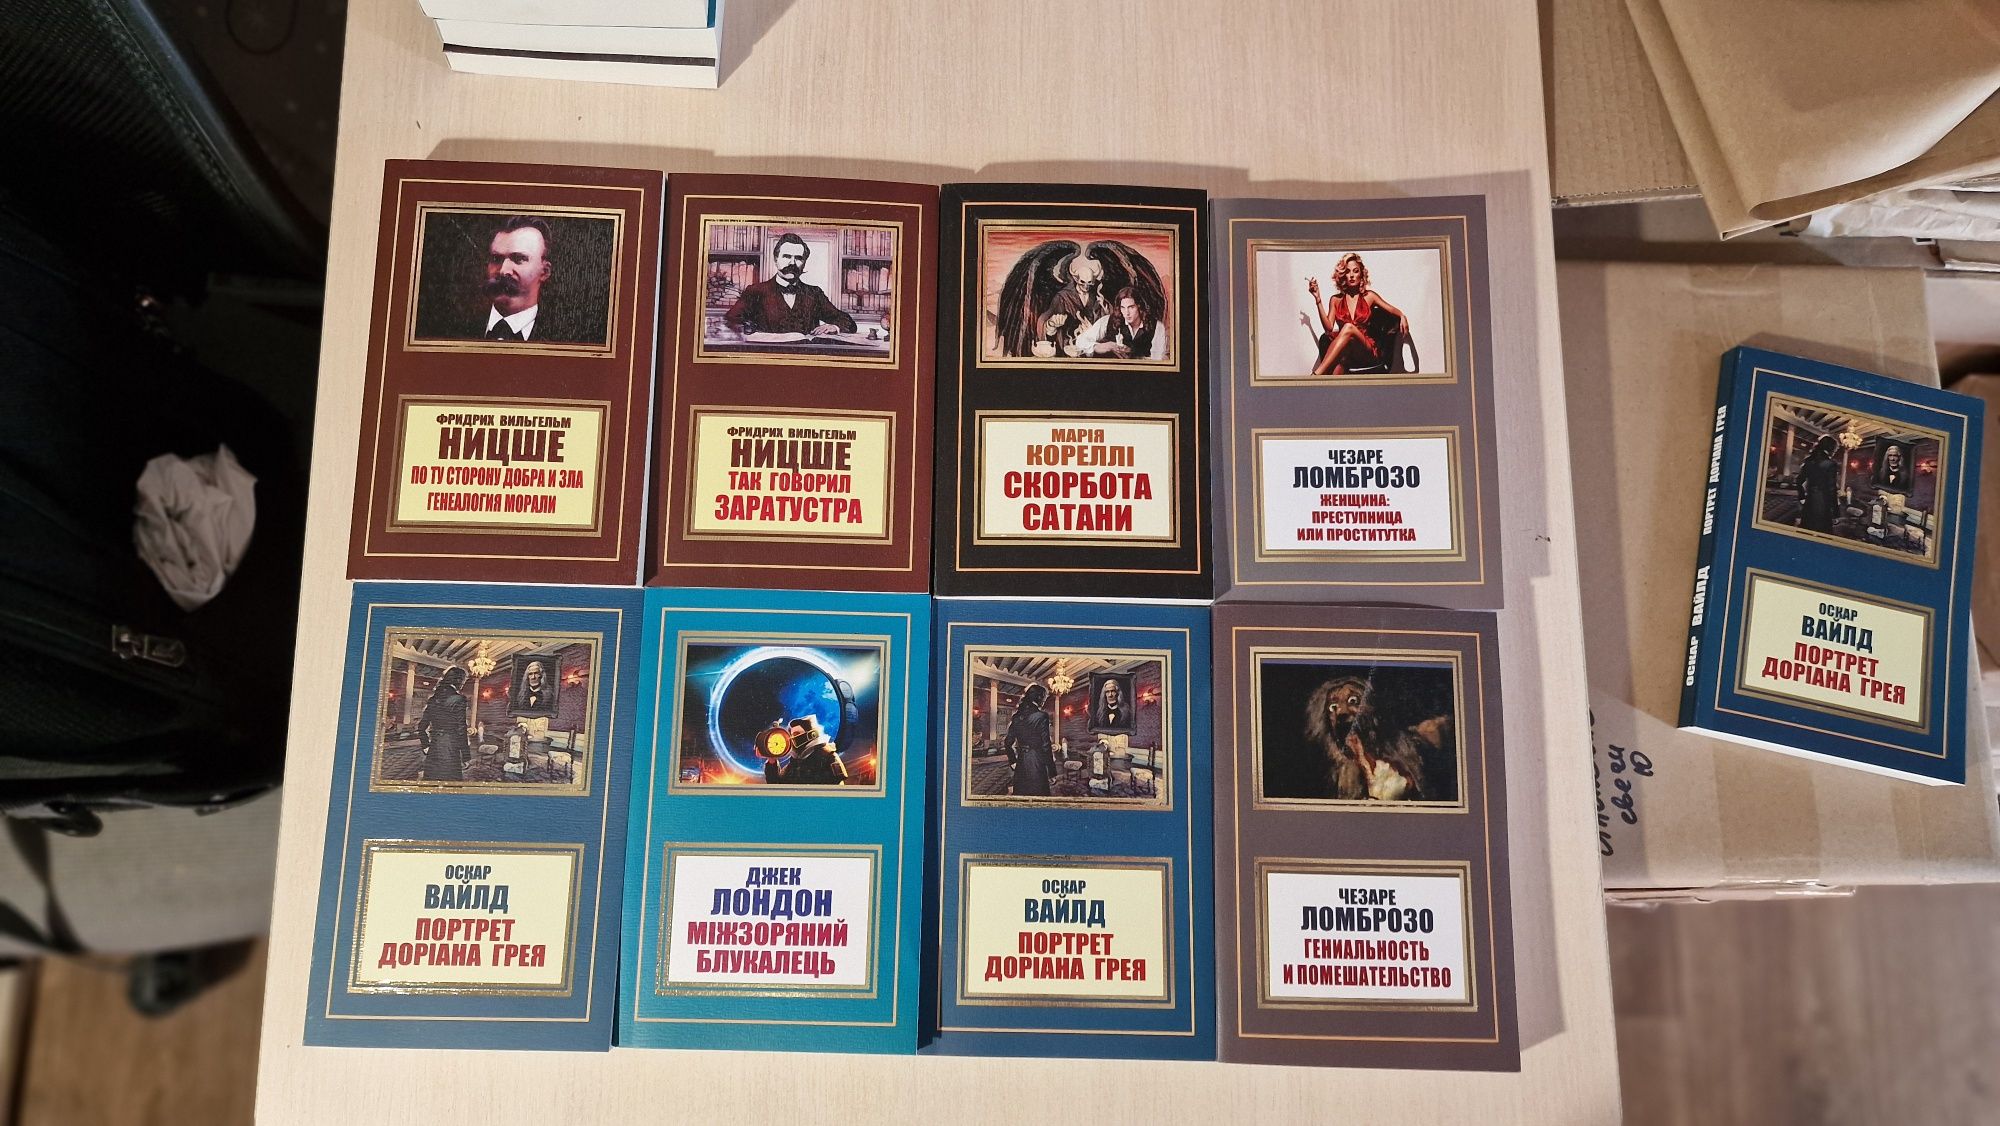 ФРИДРИХ ВИЛЬГЕЛЬМ
НИЦШЕ
ПО ТУ СТОРОНУ ДОБРА И ЗЛА
ГЕНЕАЛОГИЯ МОРАЛИ
ФРИДРИХ ВИЛЬГЕЛЬМ
НИЦШЕ
ТАК ГОВОРИЛ
ЗАРАТУСТРА
МАРІЯ
КОРЕЛЛІ
СКОРБОТА
САТАНИ
ЧЕЗАРЕ
ЛОМБРОЗО
ЖЕНЩИНА:
ПРЕСТУПНИЦА
ИЛИ ПРОСТИТУТКА
ОСКАР
ВАЙЛД
ПОРТРЕТ
ДОРІАНА ГРЕЯ
ДЖЕК
ЛОНДОН
МІЖЗОРЯНИЙ
БЛУКАЛЕЦЬ
ОСКАР
ВАЙЛД
ПОРТРЕТ
ДОРІАНА ГРЕЯ
ЧЕЗАРЕ
ЛОМБРОЗО
ГЕНИАЛЬНОСТЬ
И ПОМЕШАТЕЛЬСТВО
ОСКАР ВАЙЛД ПОРТРЕТ ДОРІАНА ГРЕЯ
ОСКАР
ВАЙЛД
ПОРТРЕТ
ДОРІАНА ГРЕЯ